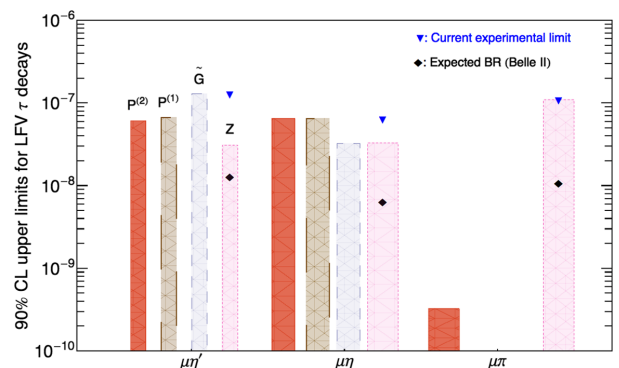 90% CL upper limits for LFV τ decays
10⁻⁶
▼: Current experimental limit
◆: Expected BR (Belle II)
10⁻⁷
10⁻⁸
10⁻⁹
10⁻¹⁰
P⁽²⁾ P⁽¹⁾ G̃ Z
μη′ μη μπ